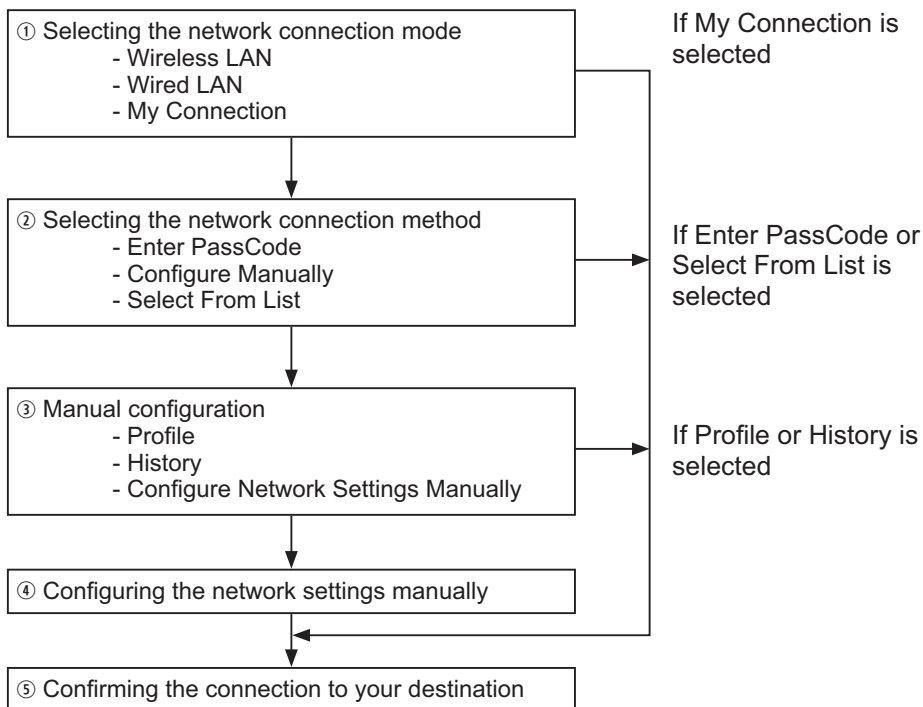 ① Selecting the network connection mode
- Wireless LAN
- Wired LAN
- My Connection
If My Connection is
selected
② Selecting the network connection method
- Enter PassCode
- Configure Manually
- Select From List
If Enter PassCode or
Select From List is
selected
③ Manual configuration
- Profile
- History
- Configure Network Settings Manually
If Profile or History is
selected
④ Configuring the network settings manually
⑤ Confirming the connection to your destination